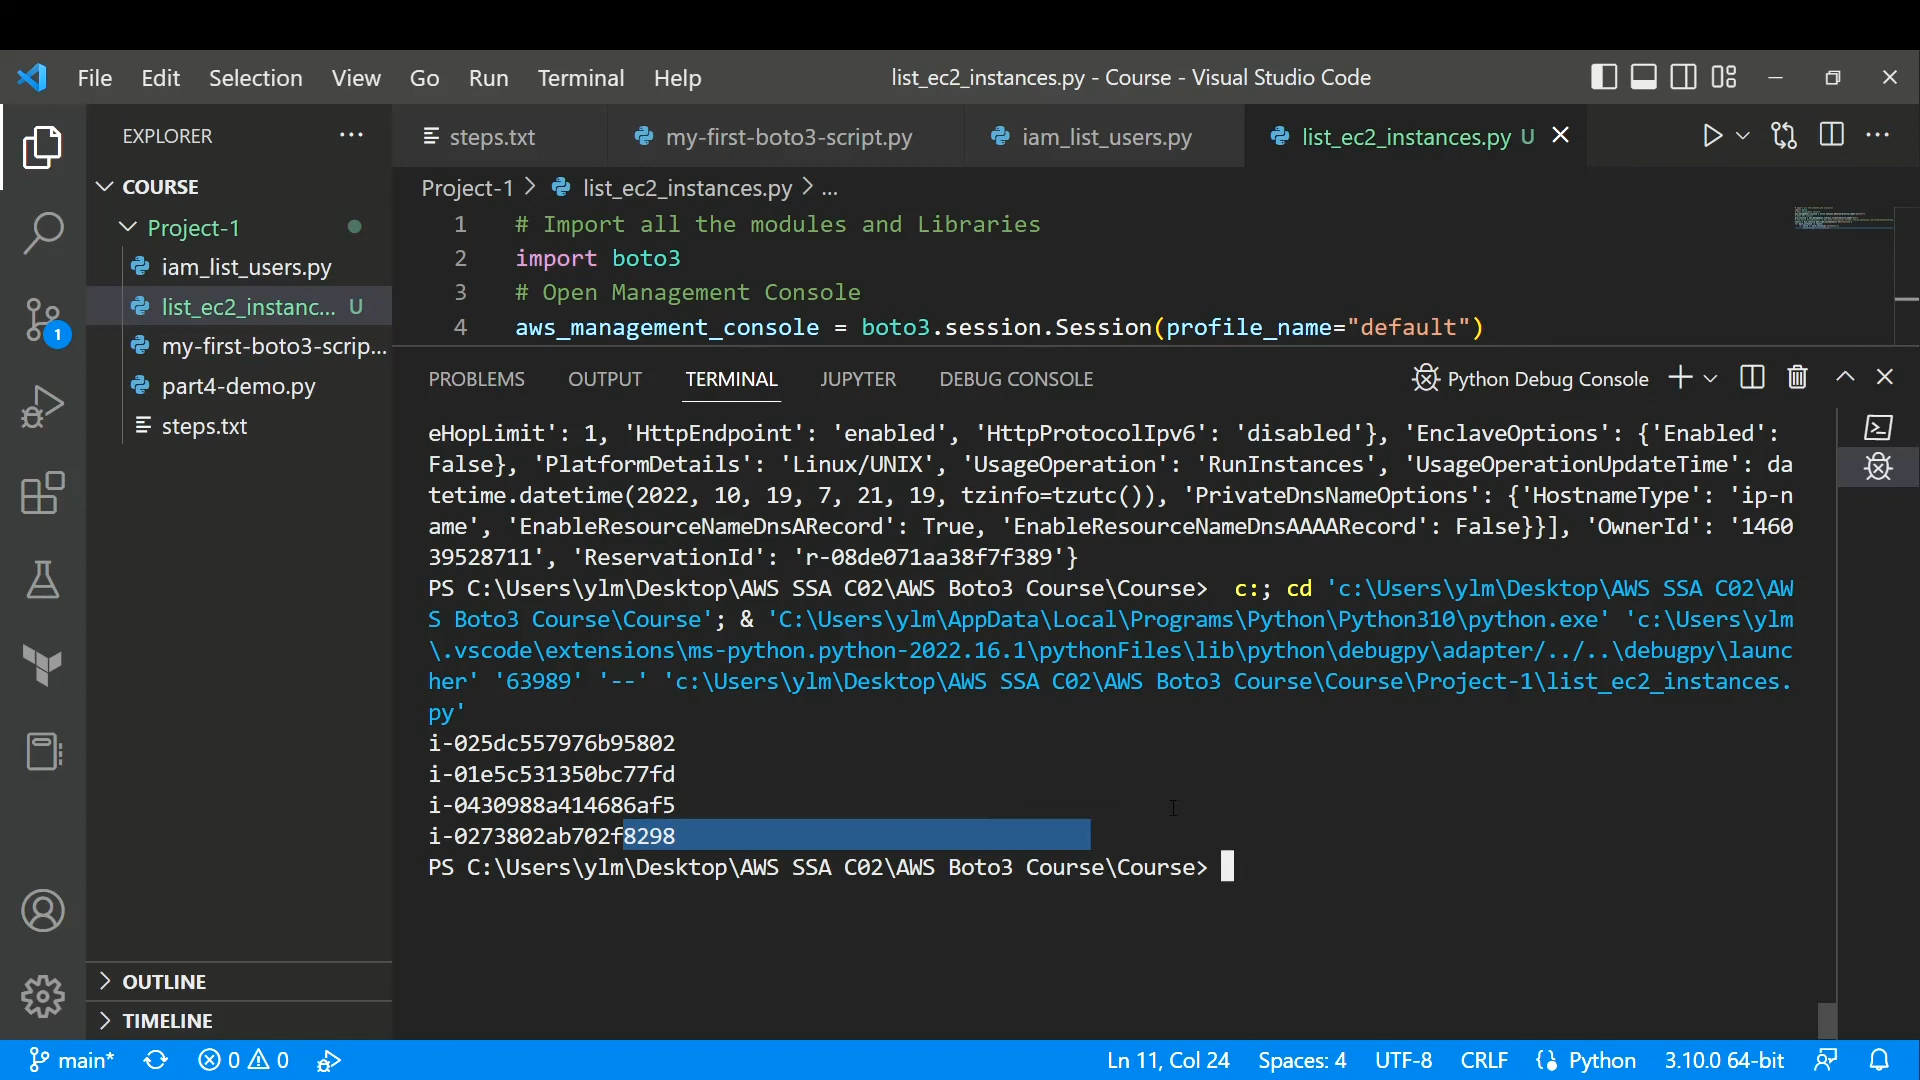 File Edit Selection View Go Run Terminal Help
list_ec2_instances.py - Course - Visual Studio Code
EXPLORER
steps.txt
my-first-boto3-script.py
iam_list_users.py
list_ec2_instances.py U
COURSE
Project-1
iam_list_users.py
list_ec2_instanc... U
my-first-boto3-scrip...
part4-demo.py
steps.txt
OUTLINE
TIMELINE
1
Project-1 > list_ec2_instances.py > ...
1 # Import all the modules and Libraries
2 import boto3
3 # Open Management Console
4 aws_management_console = boto3.session.Session(profile_name="default")
PROBLEMS OUTPUT TERMINAL JUPYTER DEBUG CONSOLE
Python Debug Console
eHopLimit': 1, 'HttpEndpoint': 'enabled', 'HttpProtocolIpv6': 'disabled'}, 'EnclaveOptions': {'Enabled':
False}, 'PlatformDetails': 'Linux/UNIX', 'UsageOperation': 'RunInstances', 'UsageOperationUpdateTime': da
tetime.datetime(2022, 10, 19, 7, 21, 19, tzinfo=tzutc()), 'PrivateDnsNameOptions': {'HostnameType': 'ip-n
ame', 'EnableResourceNameDnsARecord': True, 'EnableResourceNameDnsAAAARecord': False}}], 'OwnerId': '1460
39528711', 'ReservationId': 'r-08de071aa38f7f389'}
PS C:\Users\ylm\Desktop\AWS SSA C02\AWS Boto3 Course\Course>  c:; cd 'c:\Users\ylm\Desktop\AWS SSA C02\AW
S Boto3 Course\Course'; & 'C:\Users\ylm\AppData\Local\Programs\Python\Python310\python.exe' 'c:\Users\ylm
\.vscode\extensions\ms-python.python-2022.16.1\pythonFiles\lib\python\debugpy\adapter/../..\debugpy\launc
her' '63989' '--' 'c:\Users\ylm\Desktop\AWS SSA C02\AWS Boto3 Course\Course\Project-1\list_ec2_instances.
py'
i-025dc557976b95802
i-01e5c531350bc77fd
i-0430988a414686af5
i-0273802ab702f8298
PS C:\Users\ylm\Desktop\AWS SSA C02\AWS Boto3 Course\Course>
main* 0 0 Ln 11, Col 24 Spaces: 4 UTF-8 CRLF Python 3.10.0 64-bit